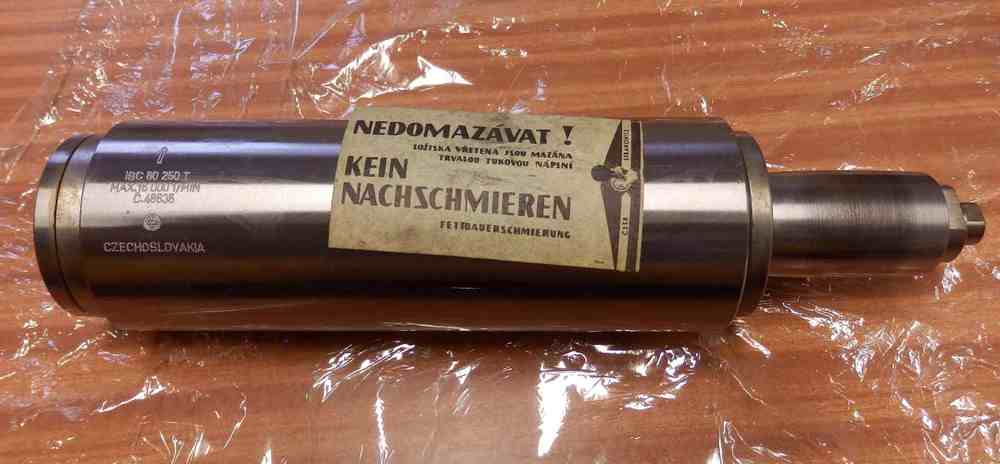 IBC 80 250 T
MAX.16 000 1/MIN
Č.48636
CZECHOSLOVAKIA
NEDOMAZÁVAT !
LOŽISKA VŘETENA JSOU MAZÁNA
TRVALOU TUKOVOU NÁPLNÍ
KEIN
NACHSCHMIEREN
FETTDAUERSCHMIERUNG
ČSSR